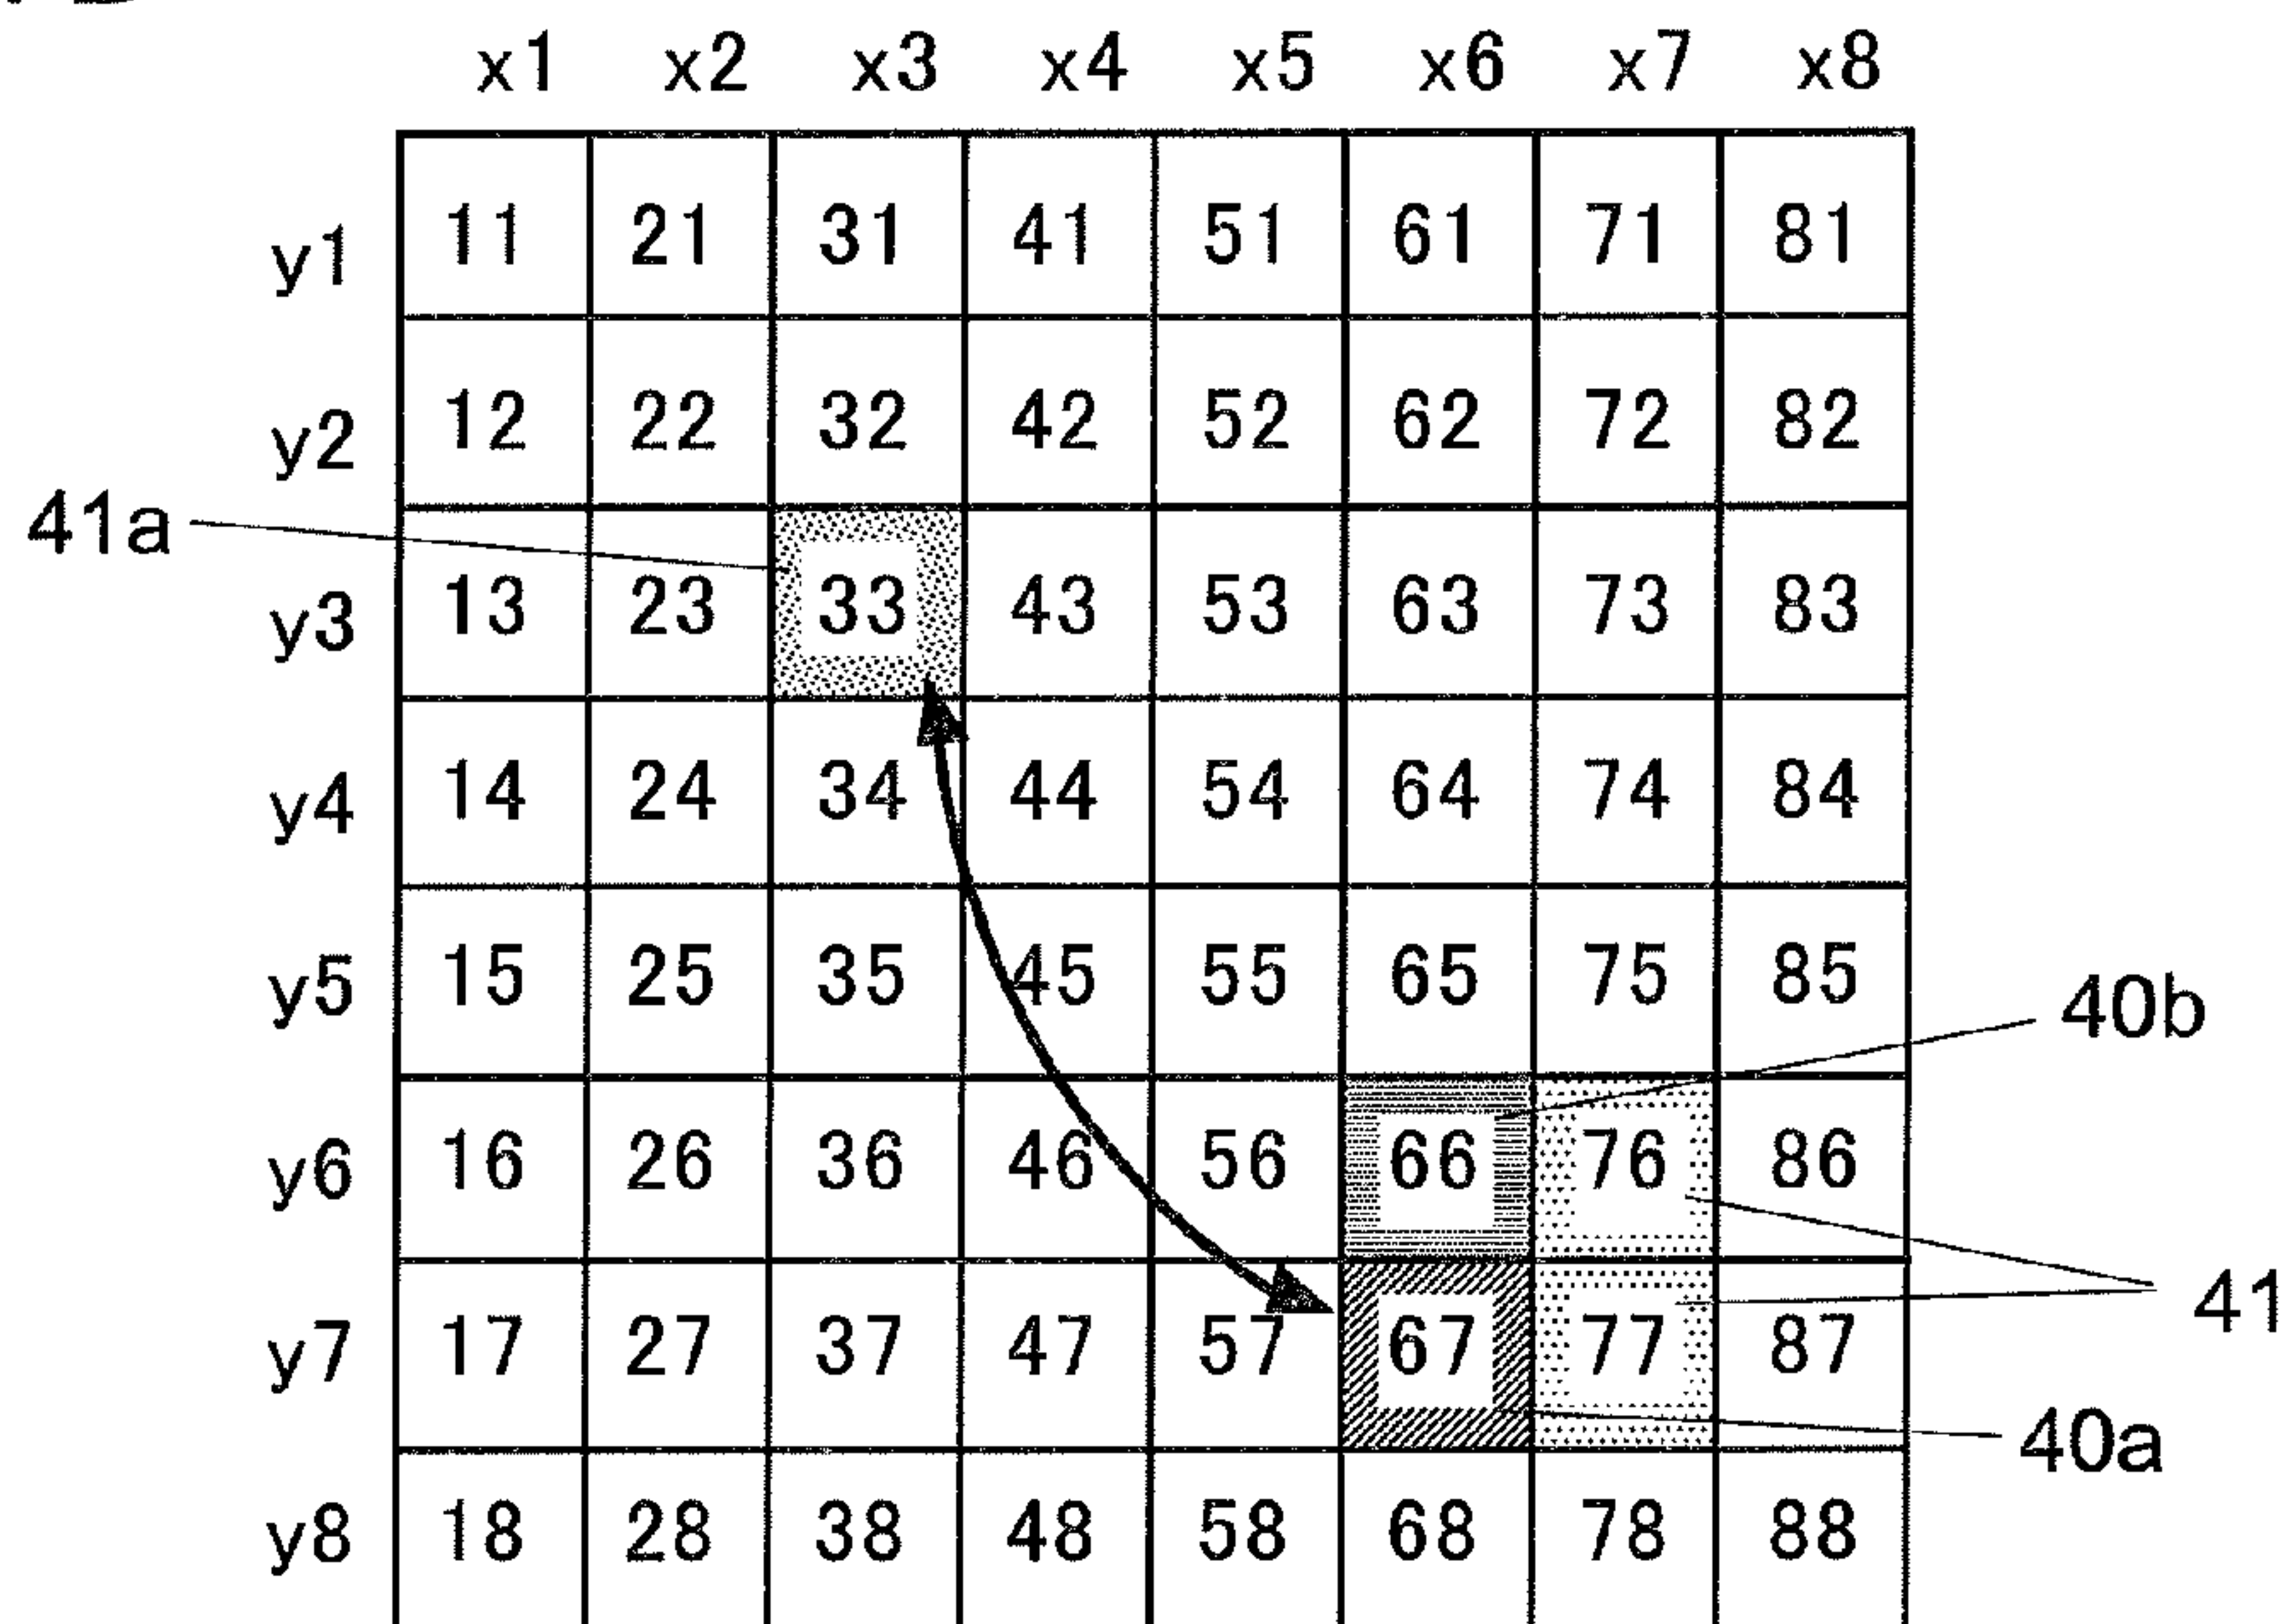 x1 x2 x3 x4 x5 x6 x7 x8
y1 11 21 31 41 51 61 71 81
y2 12 22 32 42 52 62 72 82
41a
y3 13 23 33 43 53 63 73 83
y4 14 24 34 44 54 64 74 84
y5 15 25 35 45 55 65 75 85
40b
y6 16 26 36 46 56 66 76 86
41
y7 17 27 37 47 57 67 77 87
40a
y8 18 28 38 48 58 68 78 88